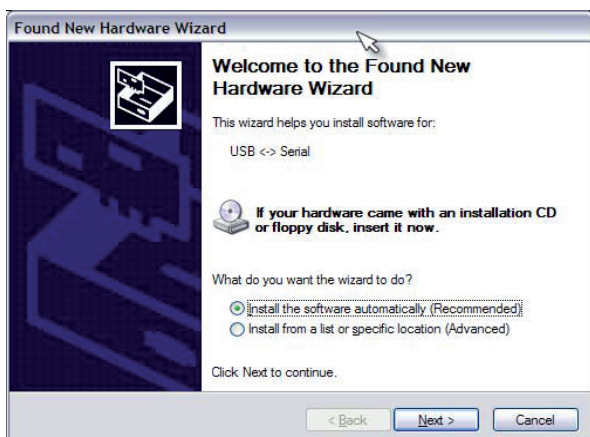 Found New Hardware Wizard
Welcome to the Found New
Hardware Wizard
This wizard helps you install software for:
USB <-> Serial
If your hardware came with an installation CD
or floppy disk, insert it now.
What do you want the wizard to do?
Install the software automatically (Recommended)
Install from a list or specific location (Advanced)
Click Next to continue.
< Back Next > Cancel